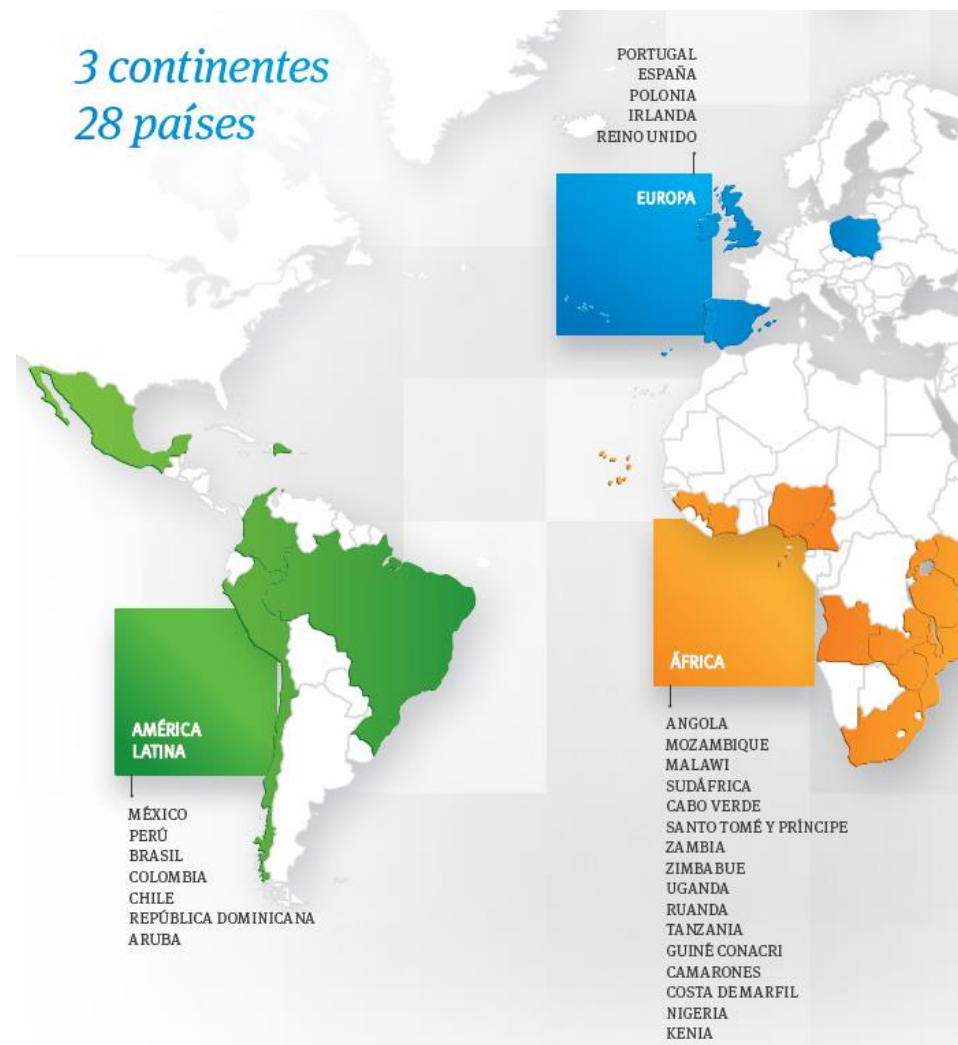 3 continentes
28 países
PORTUGAL
ESPAÑA
POLONIA
IRLANDA
REINO UNIDO
EUROPA
AMÉRICA
LATINA
MÉXICO
PERÚ
BRASIL
COLOMBIA
CHILE
REPÚBLICA DOMINICANA
ARUBA
ÁFRICA
ANGOLA
MOZAMBIQUE
MALAWI
SUDÁFRICA
CABO VERDE
SANTO TOMÉ Y PRÍNCIPE
ZAMBIA
ZIMBABUE
UGANDA
RUANDA
TANZANIA
GUINÉ CONACRI
CAMARONES
COSTA DE MARFIL
NIGERIA
KENIA